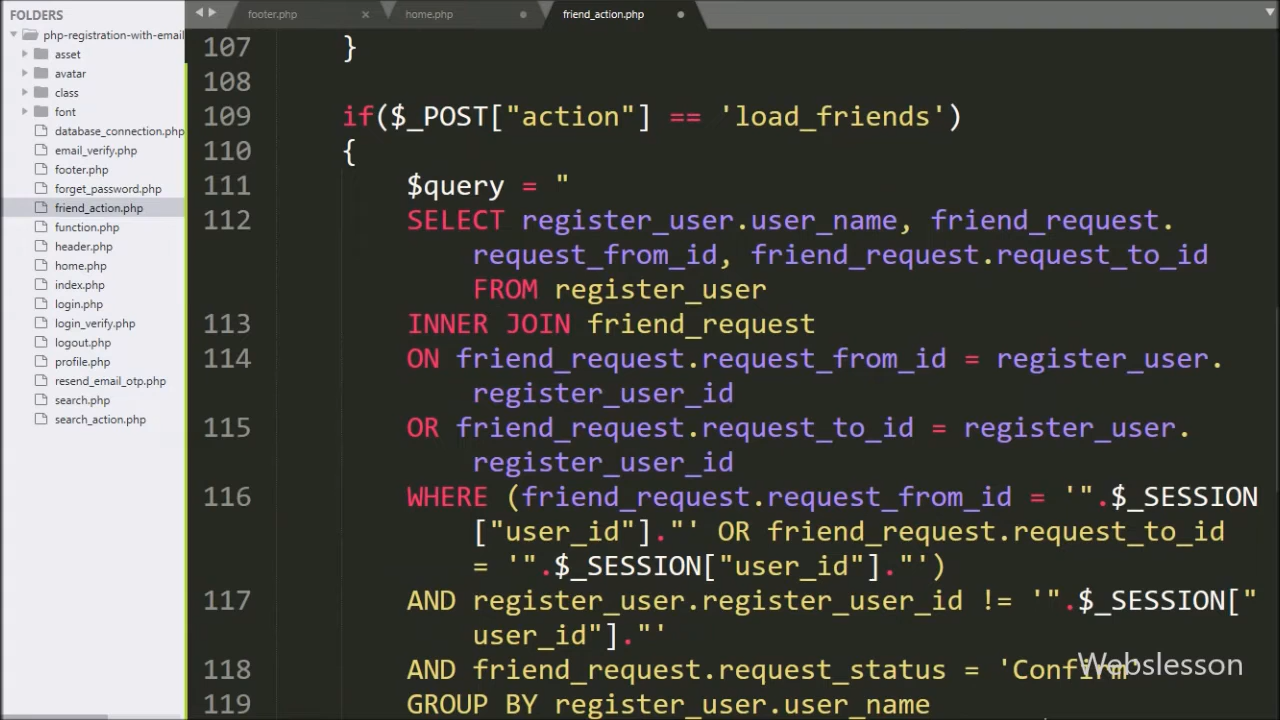 FOLDERS
php-registration-with-email
asset
avatar
class
font
database_connection.php
email_verify.php
footer.php
forget_password.php
friend_action.php
function.php
header.php
home.php
index.php
login.php
login_verify.php
logout.php
profile.php
resend_email_otp.php
search.php
search_action.php
footer.php × home.php friend_action.php
107 }
108
109 if($_POST["action"] == 'load_friends')
110 {
111 $query = "
112 SELECT register_user.user_name, friend_request.
request_from_id, friend_request.request_to_id
FROM register_user
113 INNER JOIN friend_request
114 ON friend_request.request_from_id = register_user.
register_user_id
115 OR friend_request.request_to_id = register_user.
register_user_id
116 WHERE (friend_request.request_from_id = '".$_SESSION
["user_id"]."' OR friend_request.request_to_id
= '".$_SESSION["user_id"]."')
117 AND register_user.register_user_id != '".$_SESSION["
user_id"]."'
118 AND friend_request.request_status = 'Confirm'
119 GROUP BY register_user.user_name
Webslesson